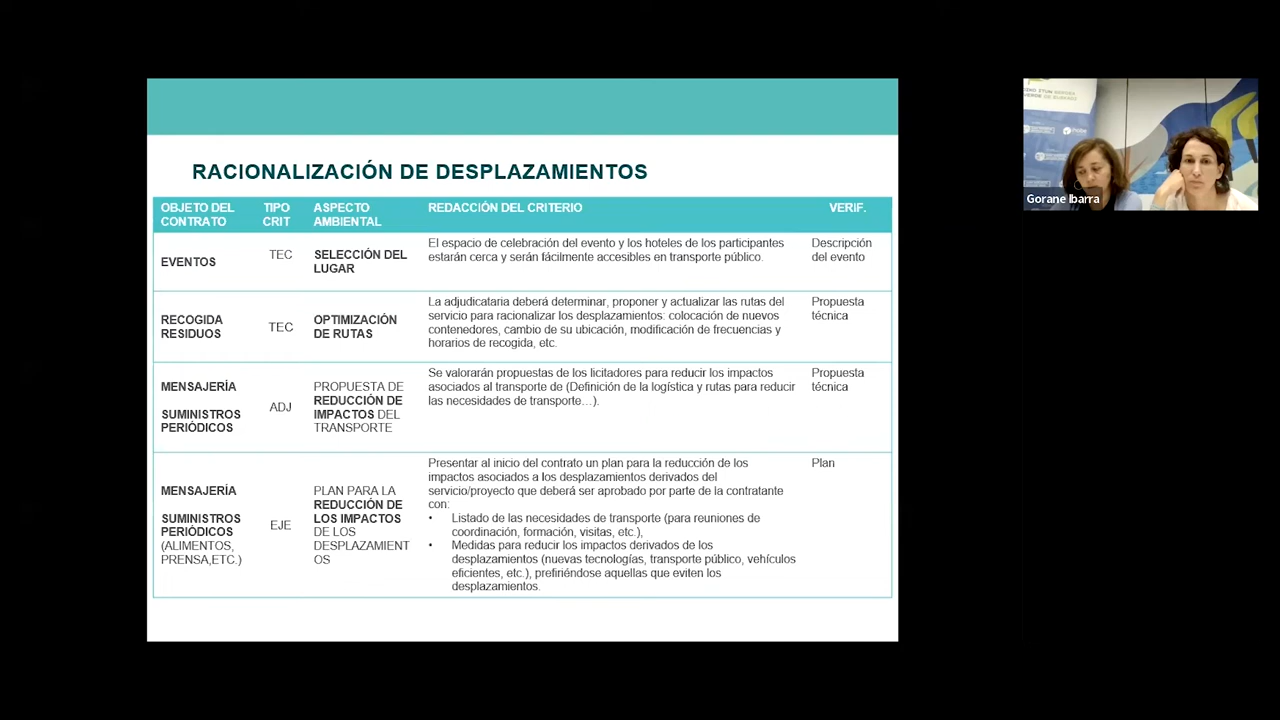 RACIONALIZACIÓN DE DESPLAZAMIENTOS
OBJETO DEL
CONTRATO
TIPO
CRIT
ASPECTO
AMBIENTAL
REDACCIÓN DEL CRITERIO
VERIF.
EVENTOS
TEC
SELECCIÓN DEL
LUGAR
El espacio de celebración del evento y los hoteles de los participantes
estarán cerca y serán fácilmente accesibles en transporte público.
Descripción
del evento
RECOGIDA
RESIDUOS
TEC
OPTIMIZACIÓN
DE RUTAS
La adjudicataria deberá determinar, proponer y actualizar las rutas del
servicio para racionalizar los desplazamientos: colocación de nuevos
contenedores, cambio de su ubicación, modificación de frecuencias y
horarios de recogida, etc.
Propuesta
técnica
MENSAJERÍA
SUMINISTROS
PERIÓDICOS
ADJ
PROPUESTA DE
REDUCCIÓN DE
IMPACTOS DEL
TRANSPORTE
Se valorarán propuestas de los licitadores para reducir los impactos
asociados al transporte de (Definición de la logística y rutas para reducir
las necesidades de transporte…).
Propuesta
técnica
MENSAJERÍA
SUMINISTROS
PERIÓDICOS
(ALIMENTOS,
PRENSA,ETC.)
EJE
PLAN PARA LA
REDUCCIÓN DE
LOS IMPACTOS
DE LOS
DESPLAZAMIENT
OS
Presentar al inicio del contrato un plan para la reducción de los
impactos asociados a los desplazamientos derivados del
servicio/proyecto que deberá ser aprobado por parte de la contratante
con:
• Listado de las necesidades de transporte (para reuniones de
coordinación, formación, visitas, etc.),
• Medidas para reducir los impactos derivados de los
desplazamientos (nuevas tecnologías, transporte público, vehículos
eficientes, etc.), prefiriéndose aquellas que eviten los
desplazamientos.
Plan
Gorane Ibarra